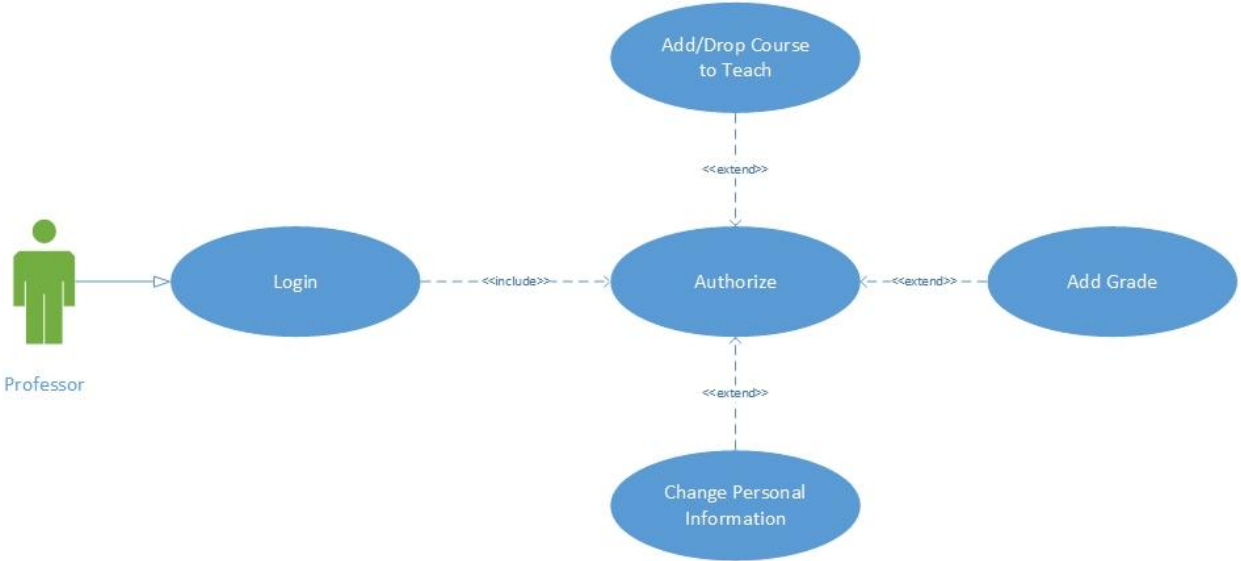 Add/Drop Course
to Teach
<<extend>>
Login
<<include>>
Authorize
<<extend>>
Add Grade
Professor
<<extend>>
Change Personal
Information